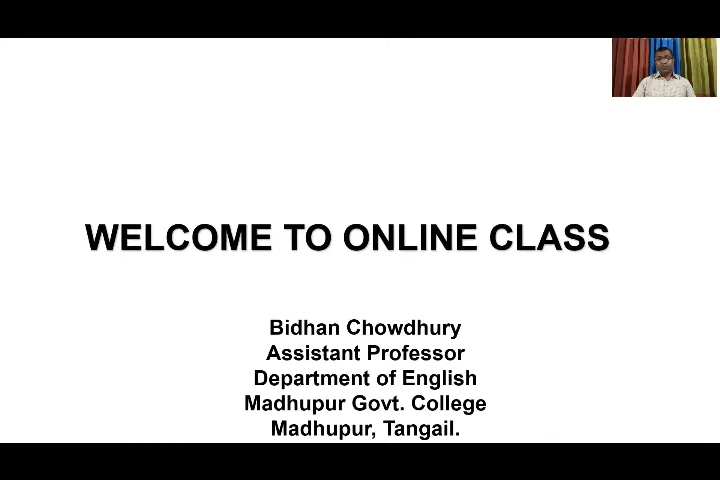 WELCOME TO ONLINE CLASS
Bidhan Chowdhury
Assistant Professor
Department of English
Madhupur Govt. College
Madhupur, Tangail.